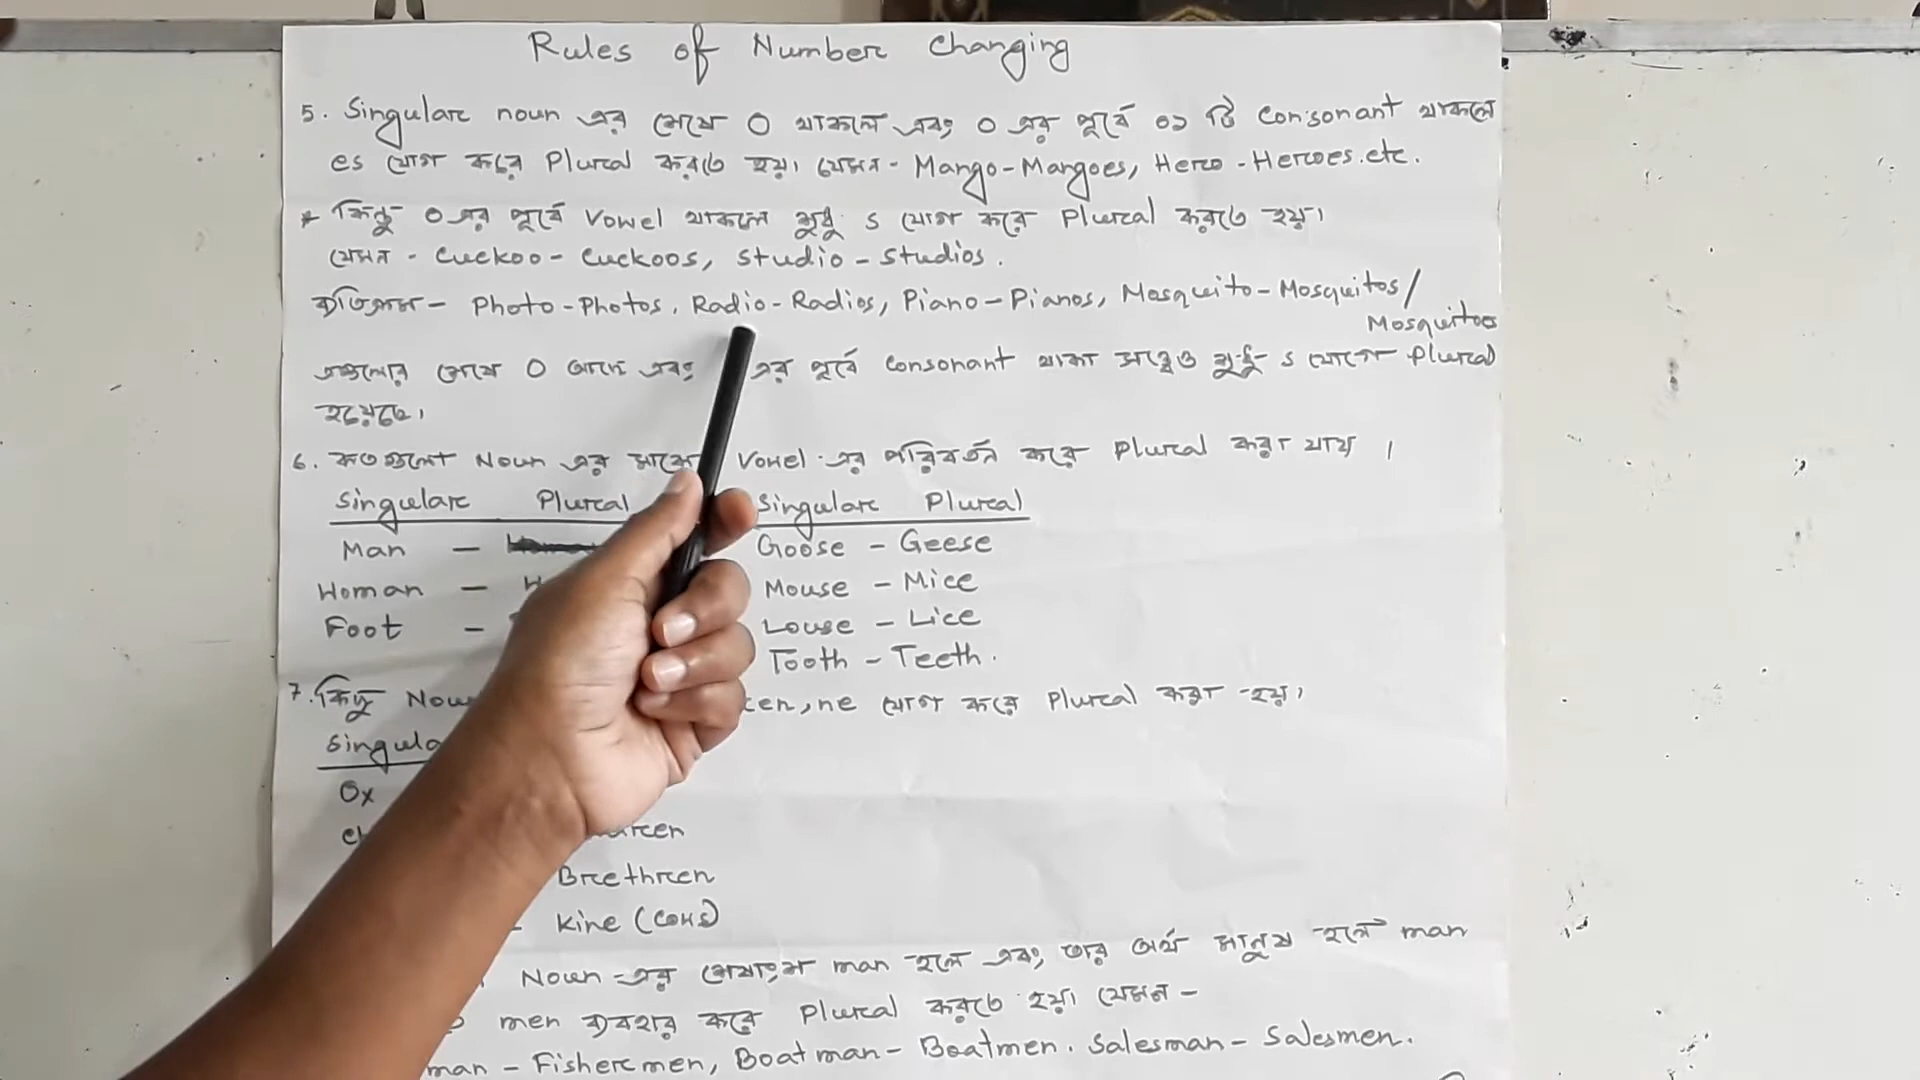 Rules of Number Changing
5. Singular noun এর শেষে O থাকলে এবং O এর পূর্বে ০১ টি Consonant থাকলে
es যোগ করে Plural করতে হয়। যেমন - Mango-Mangoes, Hero-Heroes.etc.
* কিন্তু O এর পূর্বে Vowel থাকলে শুধু s যোগ করে Plural করতে হয়।
যেমন - Cuckoo - Cuckoos, Studio - Studios.
ব্যতিক্রম - Photo-Photos, Radio-Radios, Piano-Pianos, Mosquito-Mosquitos/
Mosquitoes
এগুলোর শেষে O আছে এবং এর পূর্বে Consonant থাকা সত্ত্বেও শুধু s যোগে Plural
হয়েছে।
6. কতগুলো Noun এর মাঝে Vowel এর পরিবর্তন করে Plural করা যায় ।
Singular Plural Singular Plural
Man - Goose - Geese
Woman - Mouse - Mice
Foot - Louse - Lice
Tooth - Teeth.
7. কিছু ren, ne যোগ করে Plural করা হয়।
Ox
Brethren
Kine (Cows)
Noun এর শেষাংশে man হলে এবং তার অর্থ মানুষ হলে man
men ব্যবহার করে Plural করতে হয়। যেমন -
man - Fishermen, Boatman - Boatmen. Salesman - Salesmen.